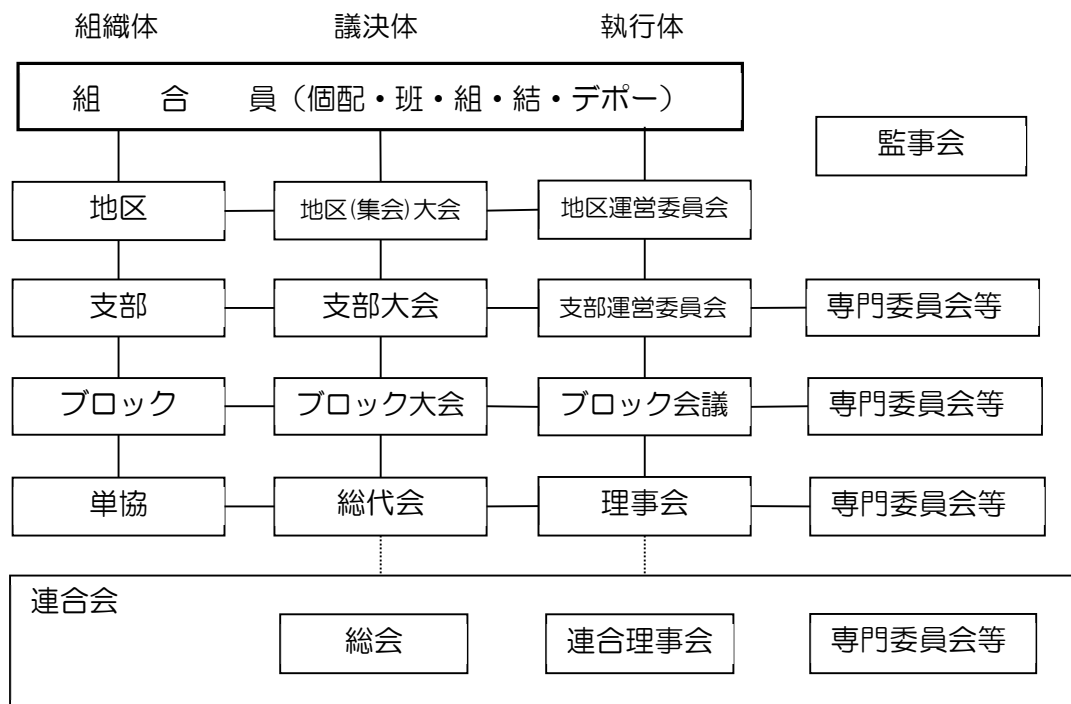 組織体 議決体 執行体
組 合 員（個配・班・組・結・デポー）
監事会
地区 地区(集会)大会 地区運営委員会
支部 支部大会 支部運営委員会 専門委員会等
ブロック ブロック大会 ブロック会議 専門委員会等
単協 総代会 理事会 専門委員会等
連合会
総会 連合理事会 専門委員会等